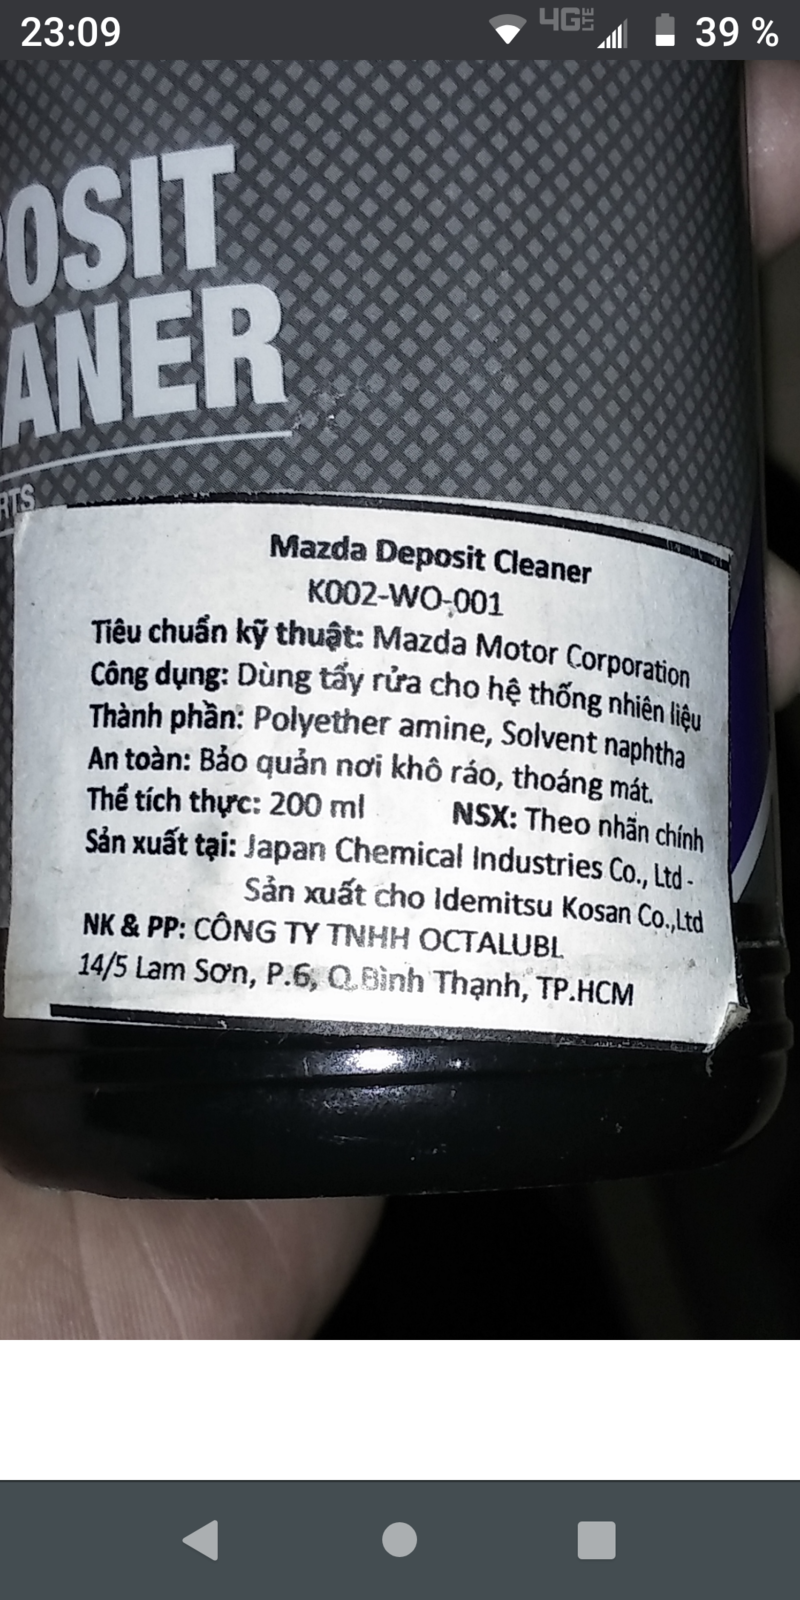 23:09
4G LTE
39 %
OSIT
ANER
RTS
Mazda Deposit Cleaner
K002-WO-001
Tiêu chuẩn kỹ thuật: Mazda Motor Corporation
Công dụng: Dùng tẩy rửa cho hệ thống nhiên liệu
Thành phần: Polyether amine, Solvent naphtha
An toàn: Bảo quản nơi khô ráo, thoáng mát.
Thể tích thực: 200 ml NSX: Theo nhãn chính
Sản xuất tại: Japan Chemical Industries Co., Ltd -
Sản xuất cho Idemitsu Kosan Co.,Ltd
NK & PP: CÔNG TY TNHH OCTALUBL
14/5 Lam Sơn, P.6, Q.Bình Thạnh, TP.HCM